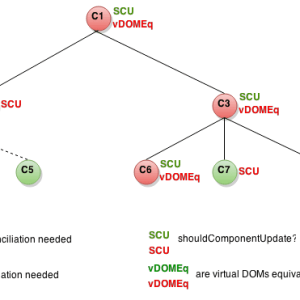 C1 SCU
vDOMEq
SCU
C3 SCU
vDOMEq
C5
C6 SCU
vDOMEq
C7 SCU
nciliation needed
SCU shouldComponentUpdate?
SCU
iation needed
vDOMEq
vDOMEq are virtual DOMs equiva